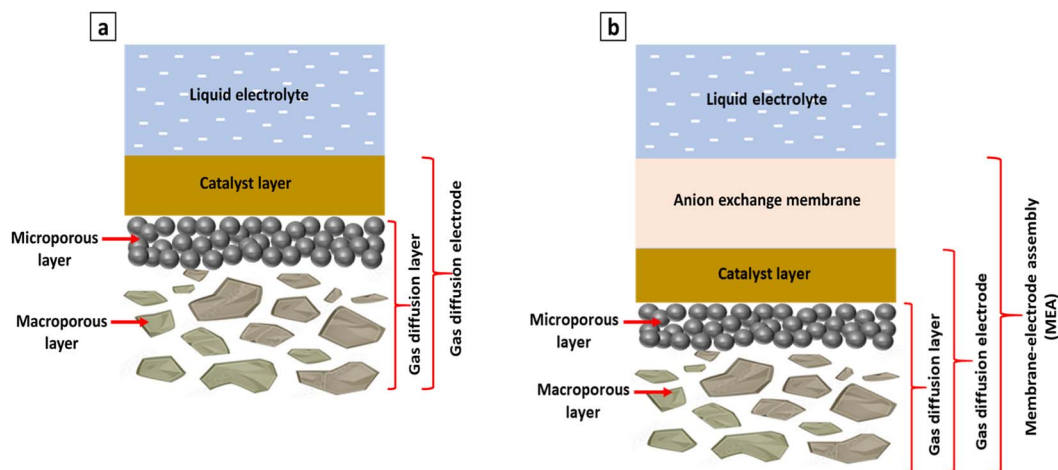 a
Liquid electrolyte
Catalyst layer
Microporous
layer
Macroporous
layer
Gas diffusion layer
Gas diffusion electrode
b
Liquid electrolyte
Anion exchange membrane
Catalyst layer
Microporous
layer
Macroporous
layer
Gas diffusion layer
Gas diffusion electrode
Membrane-electrode assembly
(MEA)